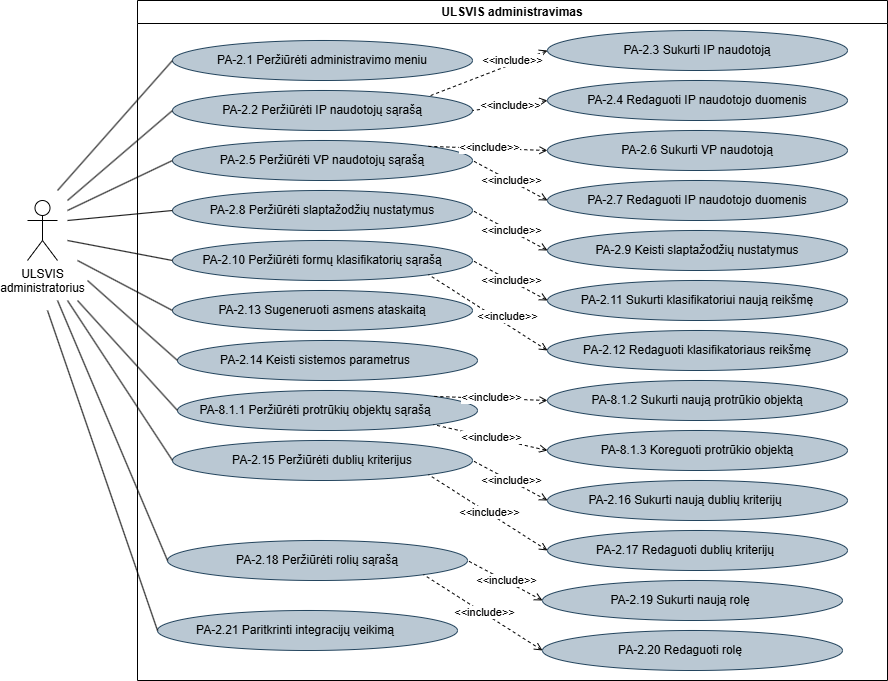 ULSVIS administravimas
PA-2.1 Peržiūrėti administravimo meniu
<<include>>
PA-2.3 Sukurti IP naudotoją
PA-2.2 Peržiūrėti IP naudotojų sąrašą
<<include>>
PA-2.4 Redaguoti IP naudotojo duomenis
PA-2.5 Peržiūrėti VP naudotojų sąrašą
<<include>>
PA-2.6 Sukurti VP naudotoją
<<include>>
PA-2.7 Redaguoti IP naudotojo duomenis
PA-2.8 Peržiūrėti slaptažodžių nustatymus
<<include>>
PA-2.9 Keisti slaptažodžių nustatymus
ULSVIS
administratorius
PA-2.10 Peržiūrėti formų klasifikatorių sąrašą
<<include>>
PA-2.11 Sukurti klasifikatoriui naują reikšmę
PA-2.13 Sugeneruoti asmens ataskaitą
<<include>>
PA-2.12 Redaguoti klasifikatoriaus reikšmę
PA-2.14 Keisti sistemos parametrus
PA-8.1.1 Peržiūrėti protrūkių objektų sąrašą
<<include>>
PA-8.1.2 Sukurti naują protrūkio objektą
<<include>>
PA-8.1.3 Koreguoti protrūkio objektą
PA-2.15 Peržiūrėti dublių kriterijus
<<include>>
PA-2.16 Sukurti naują dublių kriterijų
<<include>>
PA-2.17 Redaguoti dublių kriterijų
PA-2.18 Peržiūrėti rolių sąrašą
<<include>>
PA-2.19 Sukurti naują rolę
<<include>>
PA-2.21 Paritkrinti integracijų veikimą
PA-2.20 Redaguoti rolę